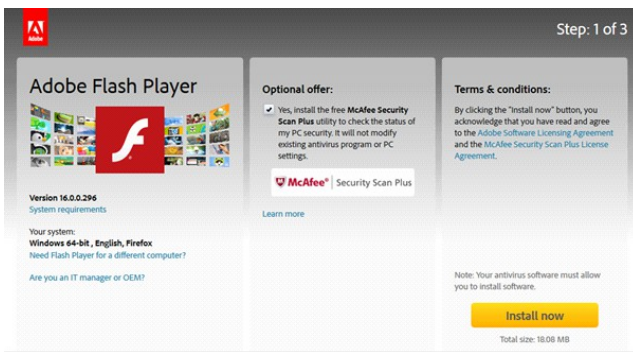 Adobe
Step: 1 of 3
Adobe Flash Player
Version 16.0.0.296
System requirements
Your system:
Windows 64-bit , English, Firefox
Need Flash Player for a different computer?
Are you an IT manager or OEM?
Optional offer:
Yes, install the free McAfee Security
Scan Plus utility to check the status of
my PC security. It will not modify
existing antivirus program or PC
settings.
McAfee® Security Scan Plus
Learn more
Terms & conditions:
By clicking the "Install now" button, you
acknowledge that you have read and agree
to the Adobe Software Licensing Agreement
and the McAfee Security Scan Plus License
Agreement.
Note: Your antivirus software must allow
you to install software.
Install now
Total size: 18.08 MB